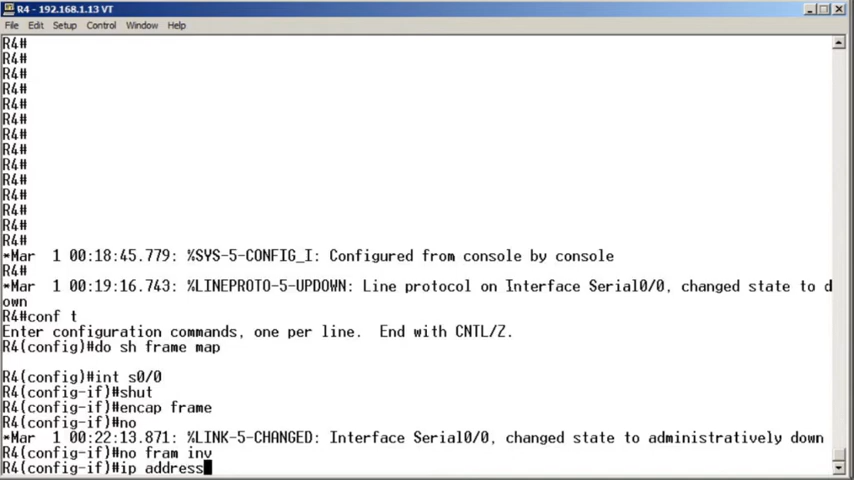 R4 - 192.168.1.13 VT
File Edit Setup Control Window Help
R4#
R4#
R4#
R4#
R4#
R4#
R4#
R4#
R4#
R4#
R4#
R4#
R4#
R4#
*Mar  1 00:18:45.779: %SYS-5-CONFIG_I: Configured from console by console
R4#
*Mar  1 00:19:16.743: %LINEPROTO-5-UPDOWN: Line protocol on Interface Serial0/0, changed state to d
own
R4#conf t
Enter configuration commands, one per line.  End with CNTL/Z.
R4(config)#do sh frame map
R4(config)#int s0/0
R4(config-if)#shut
R4(config-if)#encap frame
R4(config-if)#no
*Mar  1 00:22:13.871: %LINK-5-CHANGED: Interface Serial0/0, changed state to administratively down
R4(config-if)#no fram inv
R4(config-if)#ip address